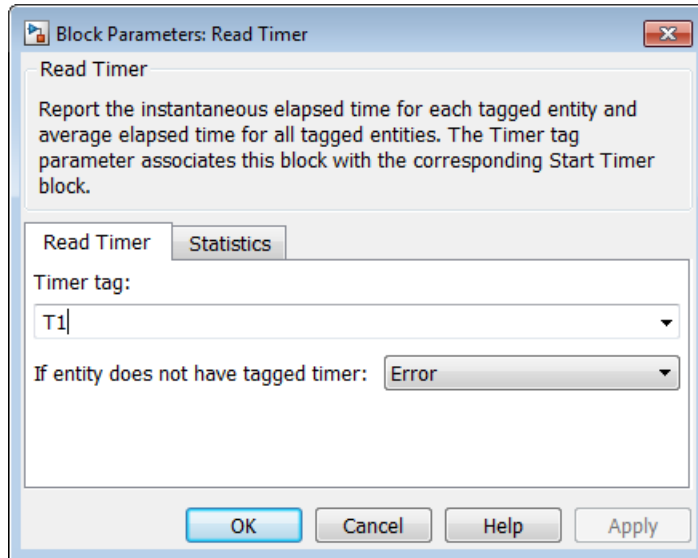 Block Parameters: Read Timer
Read Timer
Report the instantaneous elapsed time for each tagged entity and
average elapsed time for all tagged entities. The Timer tag
parameter associates this block with the corresponding Start Timer
block.
Read Timer Statistics
Timer tag:
T1
If entity does not have tagged timer: Error
OK Cancel Help Apply